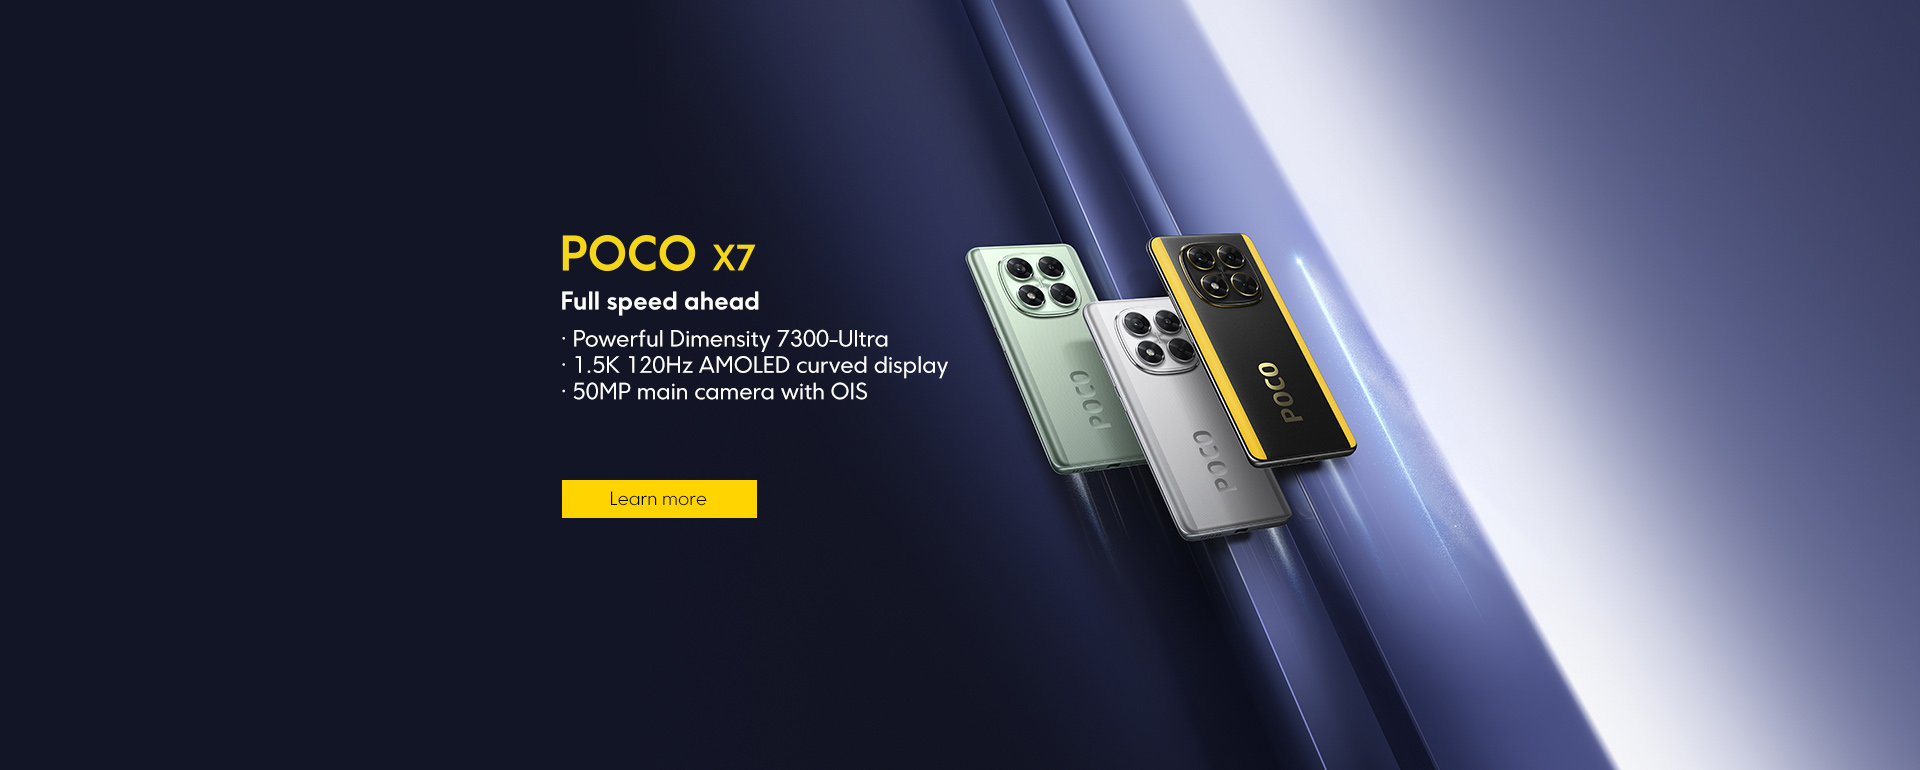 POCO X7
Full speed ahead
· Powerful Dimensity 7300-Ultra
· 1.5K 120Hz AMOLED curved display
· 50MP main camera with OIS
Learn more
POCO
POCO
POCO